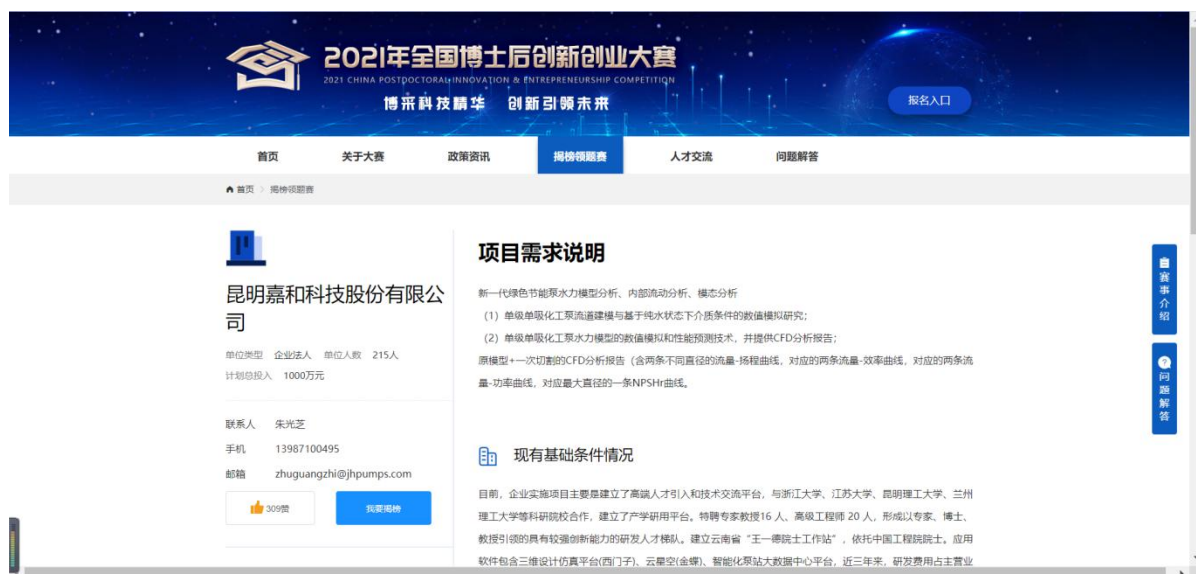 2021年全国博士后创新创业大赛
2021 CHINA POSTDOCTORAL INNOVATION & ENTREPRENEURSHIP COMPETITION
博采科技精华 创新引领未来
报名入口
首页 关于大赛 政策资讯 揭榜领题赛 人才交流 问题解答
首页 > 揭榜领题赛
昆明嘉和科技股份有限公
司
单位类型 企业法人 单位人数 215人
计划总投入 1000万元
联系人 朱光芝
手机 13987100495
邮箱 zhuguangzhi@jhpumps.com
309赞 我要揭榜
项目需求说明
新一代绿色节能泵水力模型分析、内部流动分析、模态分析
（1）单级单吸化工泵流道建模与基于纯水状态下介质条件的数值模拟研究；
（2）单级单吸化工泵水力模型的数值模拟和性能预测技术，并提供CFD分析报告；
原模型+一次切割的CFD分析报告（含两条不同直径的流量-扬程曲线，对应的两条流量-效率曲线，对应的两条流
量-功率曲线，对应最大直径的一条NPSHr曲线。
现有基础条件情况
目前，企业实施项目主要是建立了高端人才引入和技术交流平台，与浙江大学、江苏大学、昆明理工大学、兰州
理工大学等科研院校合作，建立了产学研用平台。特聘专家教授16 人、高级工程师 20 人，形成以专家、博士、
教授引领的具有较强创新能力的研发人才梯队。建立云南省“王一德院士工作站”，依托中国工程院院士。应用
软件包含三维设计仿真平台(西门子)、云星空(金蝶)、智能化泵站大数据中心平台，近三年来，研发费用占主营业
赛事介绍
问题解答